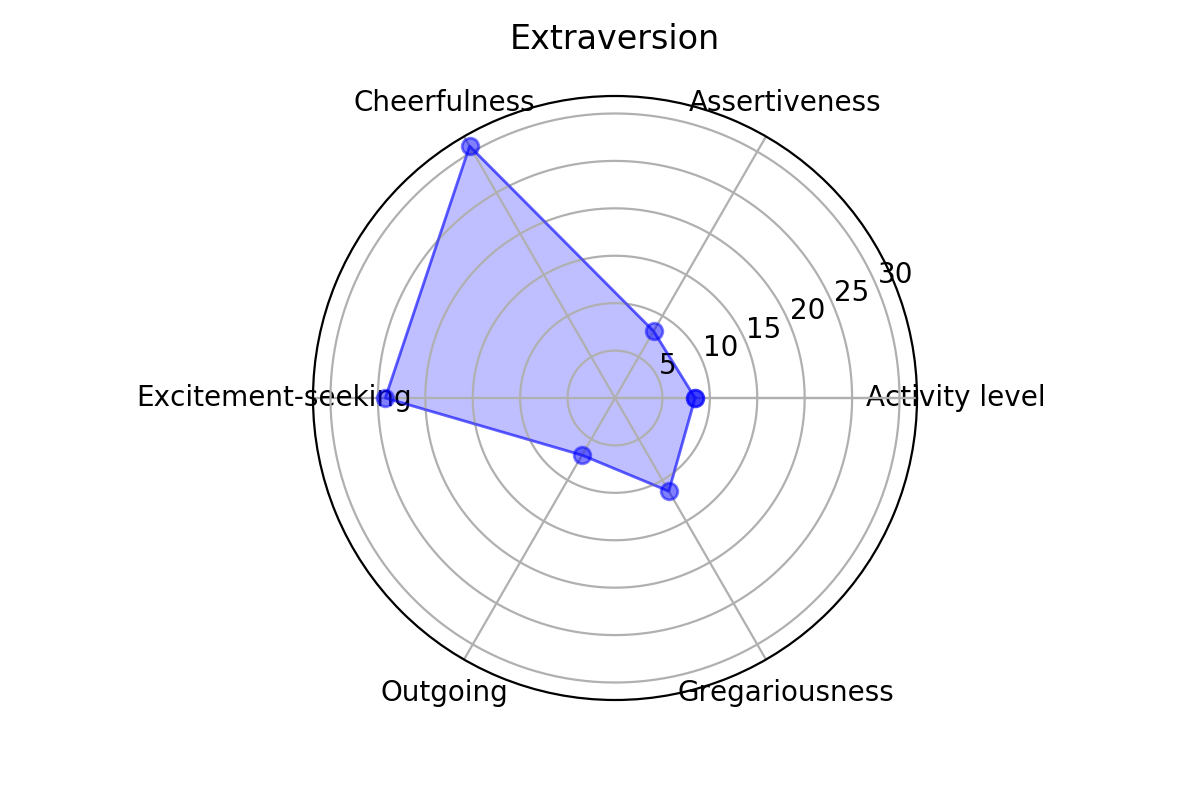 Extraversion
Cheerfulness
Assertiveness
30
25
20
15
10
5
Excitement-seeking
Activity level
Outgoing
Gregariousness